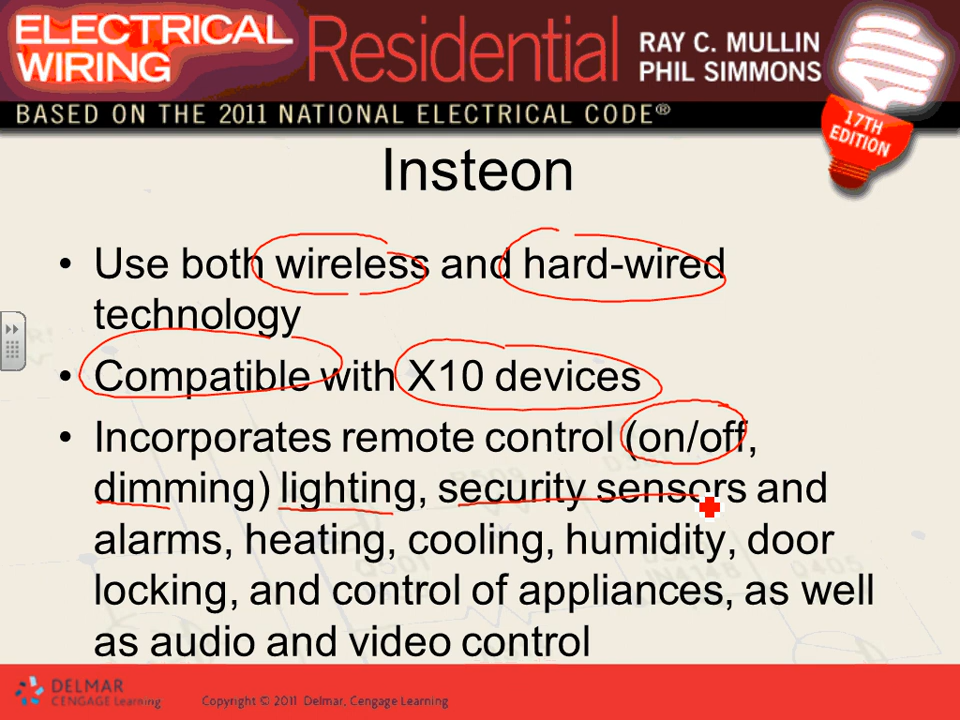 ELECTRICAL WIRING Residential RAY C. MULLIN
PHIL SIMMONS
BASED ON THE 2011 NATIONAL ELECTRICAL CODE®
17TH
EDITION
Insteon
• Use both wireless and hard-wired
technology
• Compatible with X10 devices
• Incorporates remote control (on/off,
dimming) lighting, security sensors and
alarms, heating, cooling, humidity, door
locking, and control of appliances, as well
as audio and video control
DELMAR
CENGAGE Learning
Copyright © 2011 Delmar, Cengage Learning